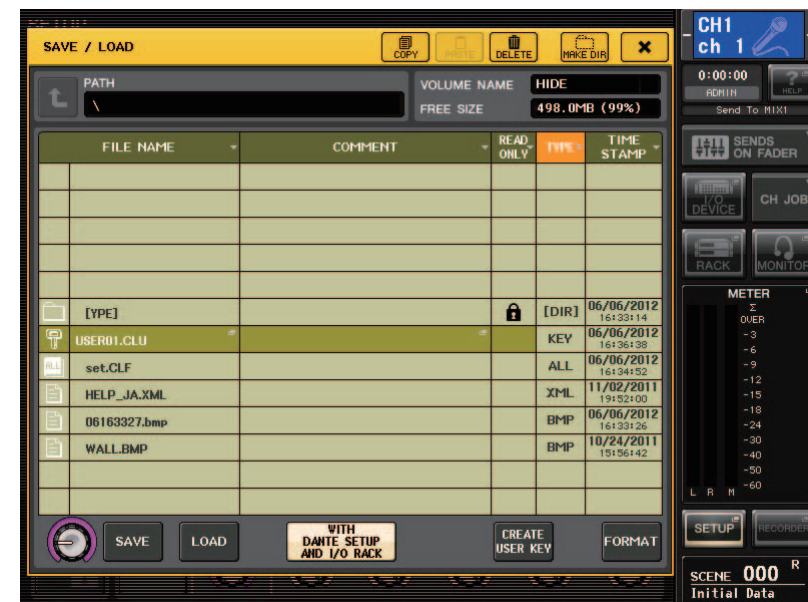 SAVE / LOAD
COPY
PASTE
DELETE
MAKE DIR
PATH
\
VOLUME NAME HIDE
FREE SIZE 498.0MB (99%)
FILE NAME COMMENT READ ONLY TYPE TIME STAMP
[YPE] [DIR] 06/06/2012 16:33:14
USER01.CLU KEY 06/06/2012 16:36:38
ALL set.CLF ALL 06/06/2012 16:34:52
HELP_JA.XML XML 11/02/2011 19:52:00
06163327.bmp BMP 06/06/2012 16:33:26
WALL.BMP BMP 10/24/2011 15:56:42
SAVE
LOAD
WITH
DANTE SETUP
AND I/O RACK
CREATE
USER KEY
FORMAT
CH1
ch 1
0:00:00
ADMIN
?
HELP
Send To MIX1
SENDS
ON FADER
I/O
DEVICE
CH JOB
RACK
MONITOR
METER
Σ
OVER
-3
-6
-9
-12
-15
-18
-24
-30
-40
-50
-60
L R M
SETUP
RECORDER
SCENE 000 R
Initial Data